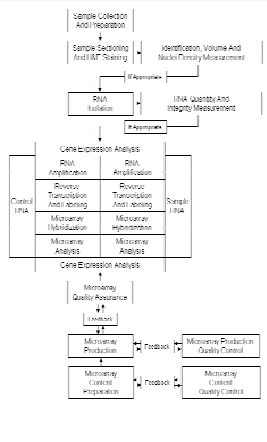 Sample Collection
And Preparation
Sample Sectioning
And H&E Staining
Identification, Volume And
Nuclei Density Measurement
If Appropriate
RNA
Isolation
RNA Quantity And
Integrity Measurement
If Appropriate
Gene Expression Analysis
Control
RNA
RNA
Amplification
RNA
Amplification
Sample
RNA
Reverse
Transcription
And Labeling
Reverse
Transcription
And Labeling
Microarray
Hybridization
Microarray
Hybridization
Microarray
Analysis
Microarray
Analysis
Gene Expression Analysis
Microarray
Quality Assurance
Feedback
Microarray
Production
Feedback
Microarray Production
Quality Control
Microarray
Content
Preparation
Feedback
Microarray
Content
Quality Control